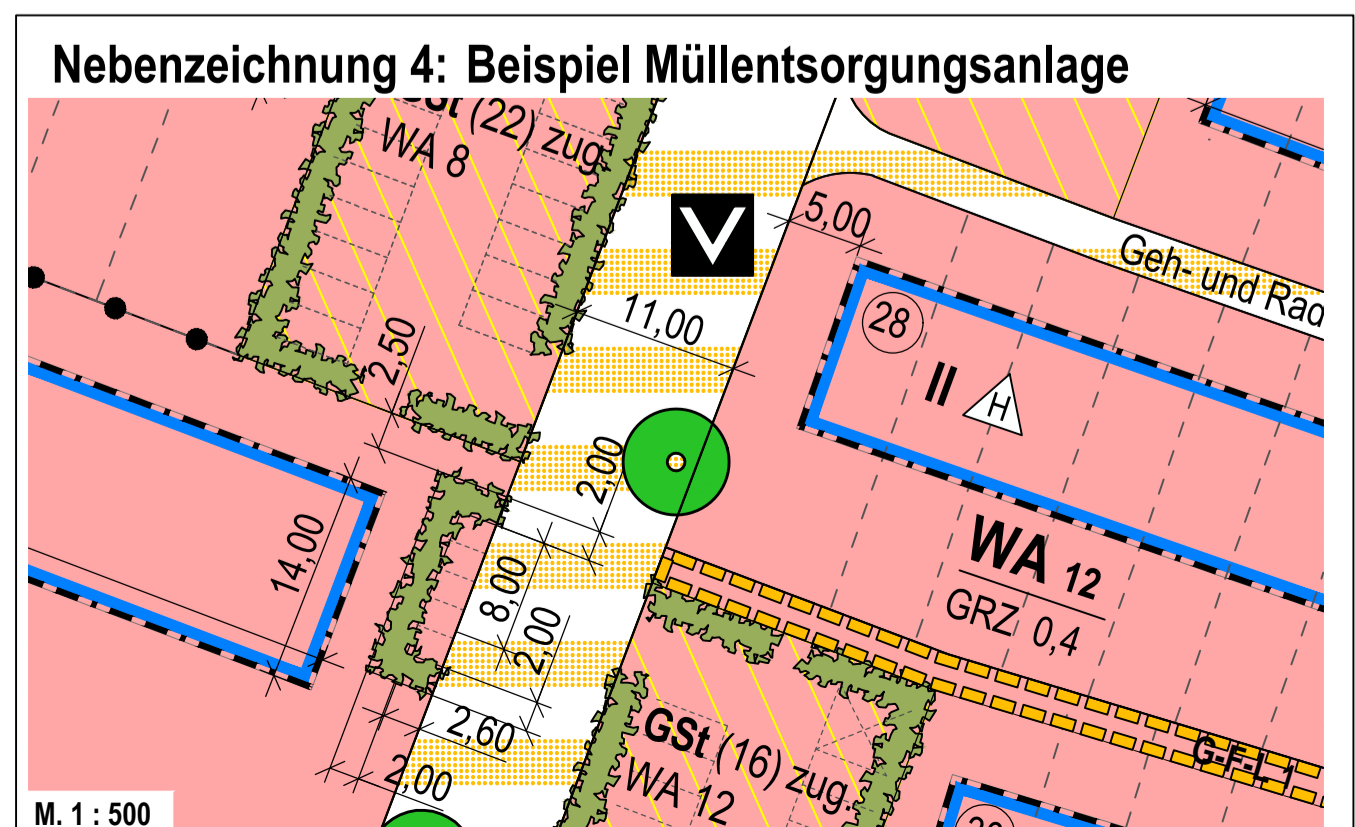 Nebenzeichnung 4: Beispiel Müllentsorgungsanlage
GSt (22) zug.
WA 8
V
5,00
Geh- und Rad
11,00
28
II H
2,50
2,00
14,00
8,00
2,00
WA 12
GRZ 0,4
2,60
2,00
GSt (16) zug.
WA 12
G-F-L 1
M. 1 : 500